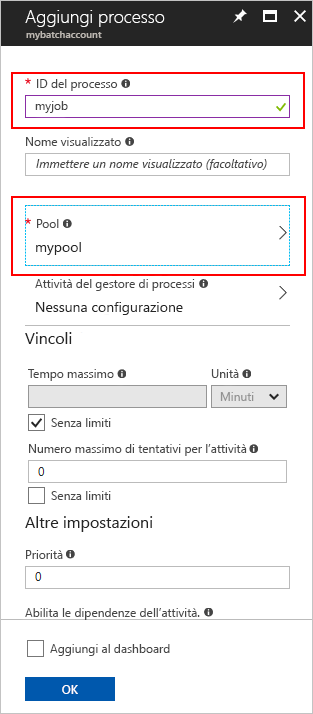 Aggiungi processo
mybatchaccount
* ID del processo
myjob
Nome visualizzato
Immettere un nome visualizzato (facoltativo)
* Pool
mypool
Attività del gestore di processi
Nessuna configurazione
Vincoli
Tempo massimo Unità
Minuti
Senza limiti
Numero massimo di tentativi per l'attività
0
Senza limiti
Altre impostazioni
Priorità
0
Abilita le dipendenze dell'attività.
Aggiungi al dashboard
OK